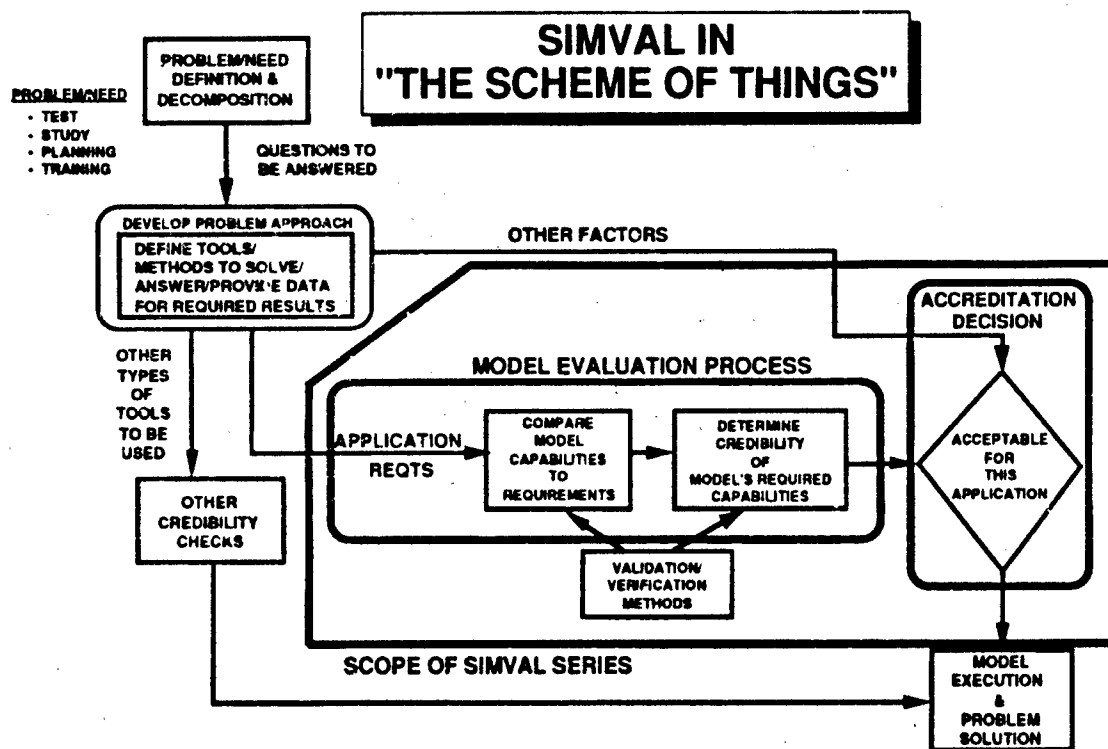 SIMVAL IN
"THE SCHEME OF THINGS"
PROBLEM/NEED
DEFINITION &
DECOMPOSITION
PROBLEM/NEED
• TEST
• STUDY
• PLANNING
• TRAINING
QUESTIONS TO
BE ANSWERED
DEVELOP PROBLEM APPROACH
DEFINE TOOLS/
METHODS TO SOLVE/
ANSWER/PROVIDE DATA
FOR REQUIRED RESULTS
OTHER FACTORS
ACCREDITATION
DECISION
OTHER
TYPES
OF
TOOLS
TO BE
USED
MODEL EVALUATION PROCESS
APPLICATION
REQTS
COMPARE
MODEL
CAPABILITIES
TO
REQUIREMENTS
DETERMINE
CREDIBILITY
OF
MODEL'S REQUIRED
CAPABILITIES
ACCEPTABLE
FOR
THIS
APPLICATION
OTHER
CREDIBILITY
CHECKS
VALIDATION/
VERIFICATION
METHODS
SCOPE OF SIMVAL SERIES
MODEL
EXECUTION
&
PROBLEM
SOLUTION